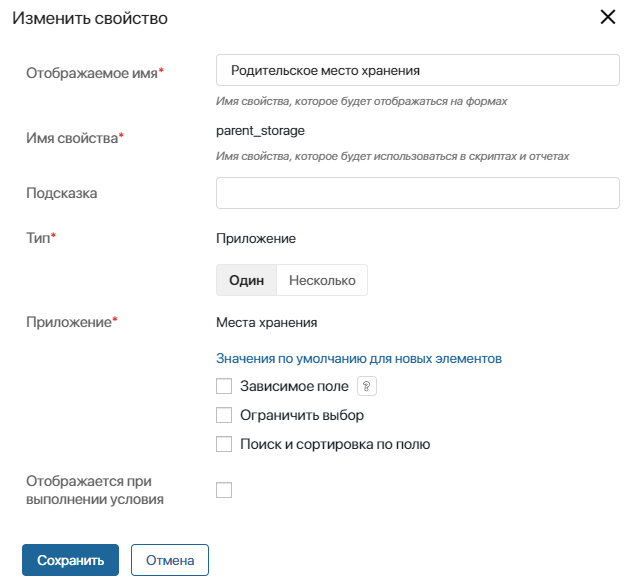 Изменить свойство
Отображаемое имя*
Родительское место хранения
Имя свойства, которое будет отображаться на формах
Имя свойства*
parent_storage
Имя свойства, которое будет использоваться в скриптах и отчетах
Подсказка
Тип*
Приложение
Один
Несколько
Приложение*
Места хранения
Значения по умолчанию для новых элементов
Зависимое поле ?
Ограничить выбор
Поиск и сортировка по полю
Отображается при
выполнении условия
Сохранить
Отмена